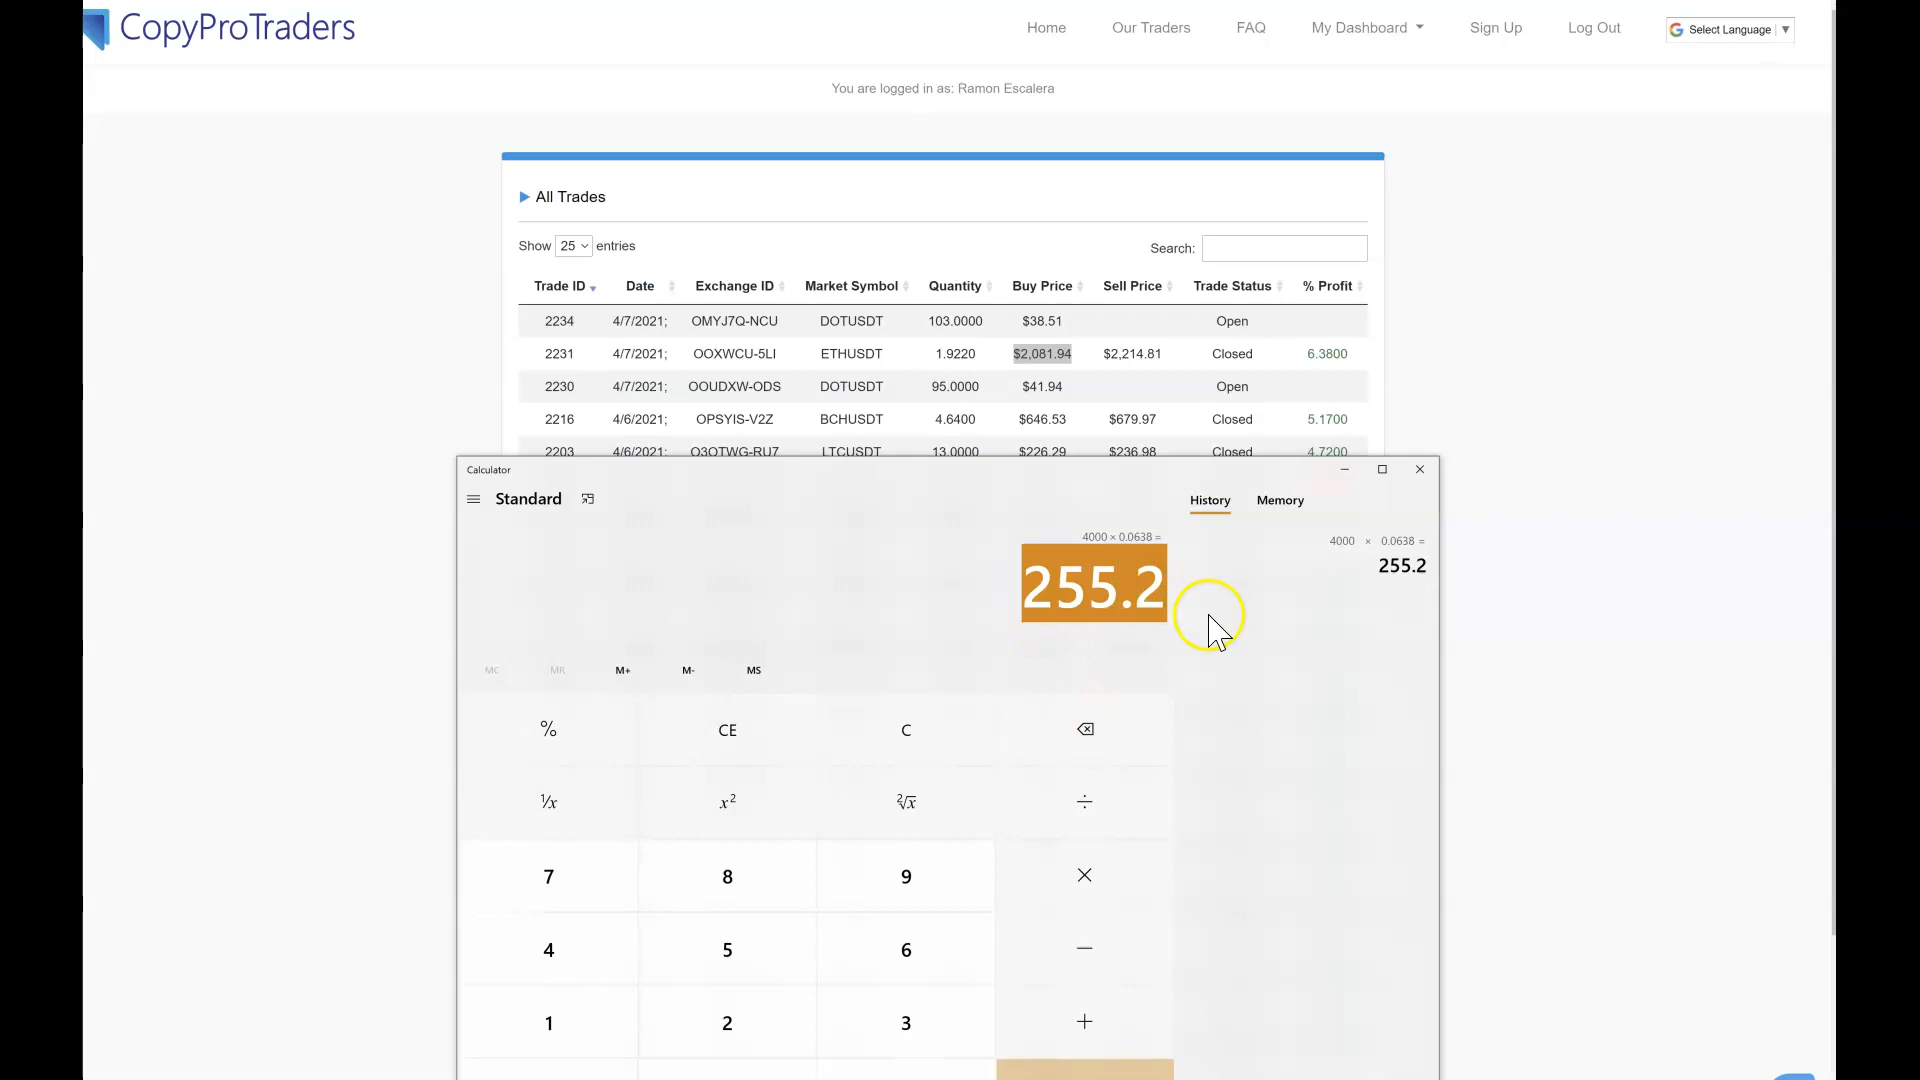 CopyProTraders
Home Our Traders FAQ My Dashboard Sign Up Log Out Select Language ▼
You are logged in as: Ramon Escalera
All Trades
Show 25 entries
Search:
Trade ID Date Exchange ID Market Symbol Quantity Buy Price Sell Price Trade Status % Profit
2234 4/7/2021; OMYJ7Q-NCU DOTUSDT 103.0000 $38.51 Open
2231 4/7/2021; OOXWCU-5LI ETHUSDT 1.9220 $2,081.94 $2,214.81 Closed 6.3800
2230 4/7/2021; OOUDXW-ODS DOTUSDT 95.0000 $41.94 Open
2216 4/6/2021; OPSYIS-V2Z BCHUSDT 4.6400 $646.53 $679.97 Closed 5.1700
2203 4/6/2021; O3OTWG-RU7 LTCUSDT 13.0000 $226.29 $236.98 Closed 4.7200
Calculator
Standard
History Memory
4000 × 0.0638 =
255.2
4000 × 0.0638 =
255.2
MC MR M+ M- MS
% CE C
1/x x² ²√x ÷
7 8 9 ×
4 5 6 −
1 2 3 +